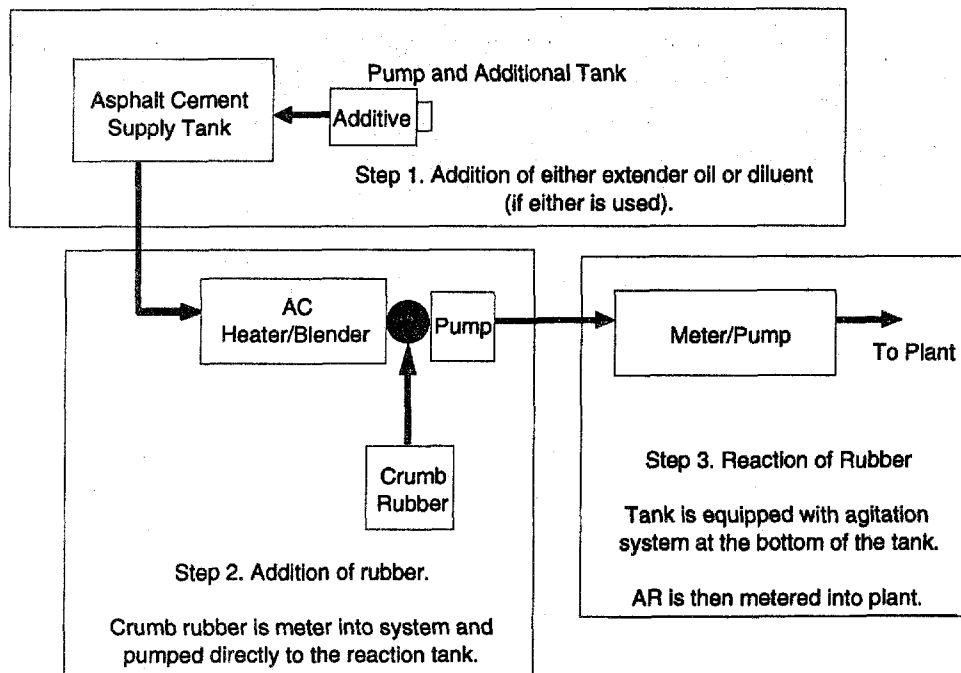 Asphalt Cement
Supply Tank
Pump and Additional Tank
Additive
Step 1. Addition of either extender oil or diluent
(if either is used).
AC
Heater/Blender
Pump
Crumb
Rubber
Step 2. Addition of rubber.
Crumb rubber is meter into system and
pumped directly to the reaction tank.
Meter/Pump
To Plant
Step 3. Reaction of Rubber
Tank is equipped with agitation
system at the bottom of the tank.
AR is then metered into plant.